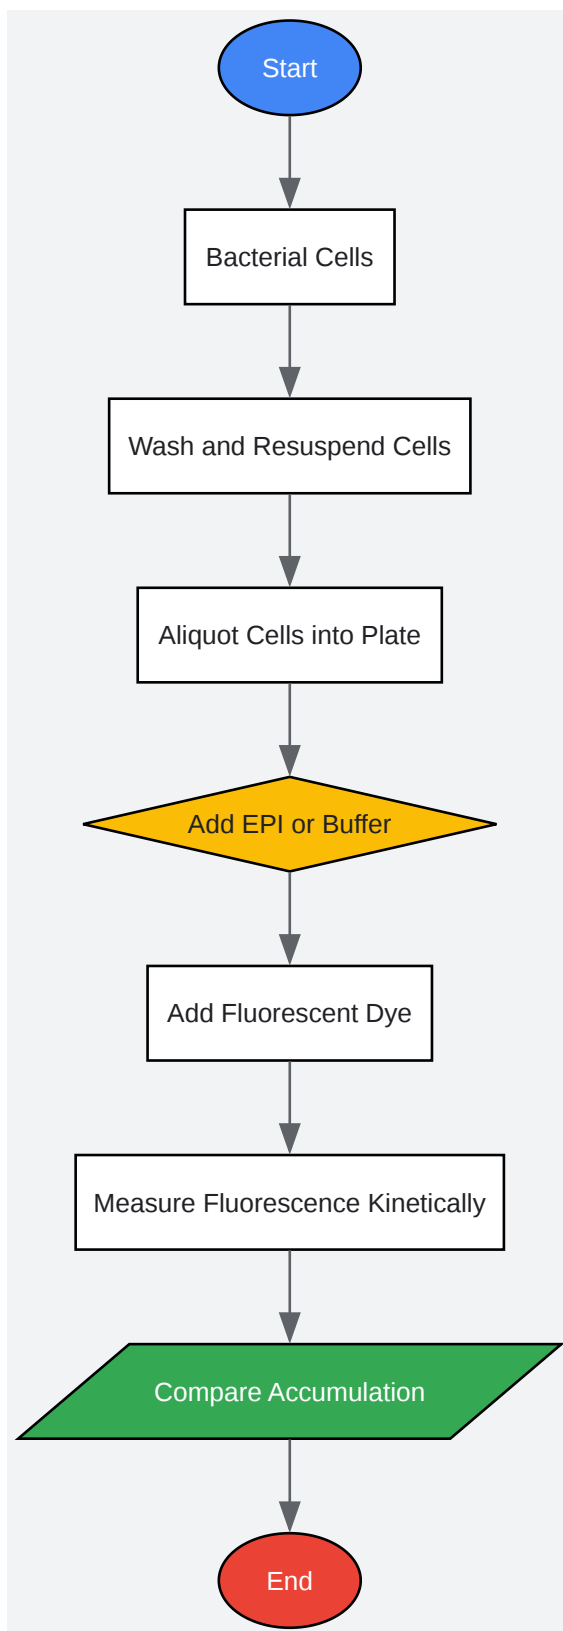 Start
Bacterial Cells
Wash and Resuspend Cells
Aliquot Cells into Plate
Add EPI or Buffer
Add Fluorescent Dye
Measure Fluorescence Kinetically
Compare Accumulation
End